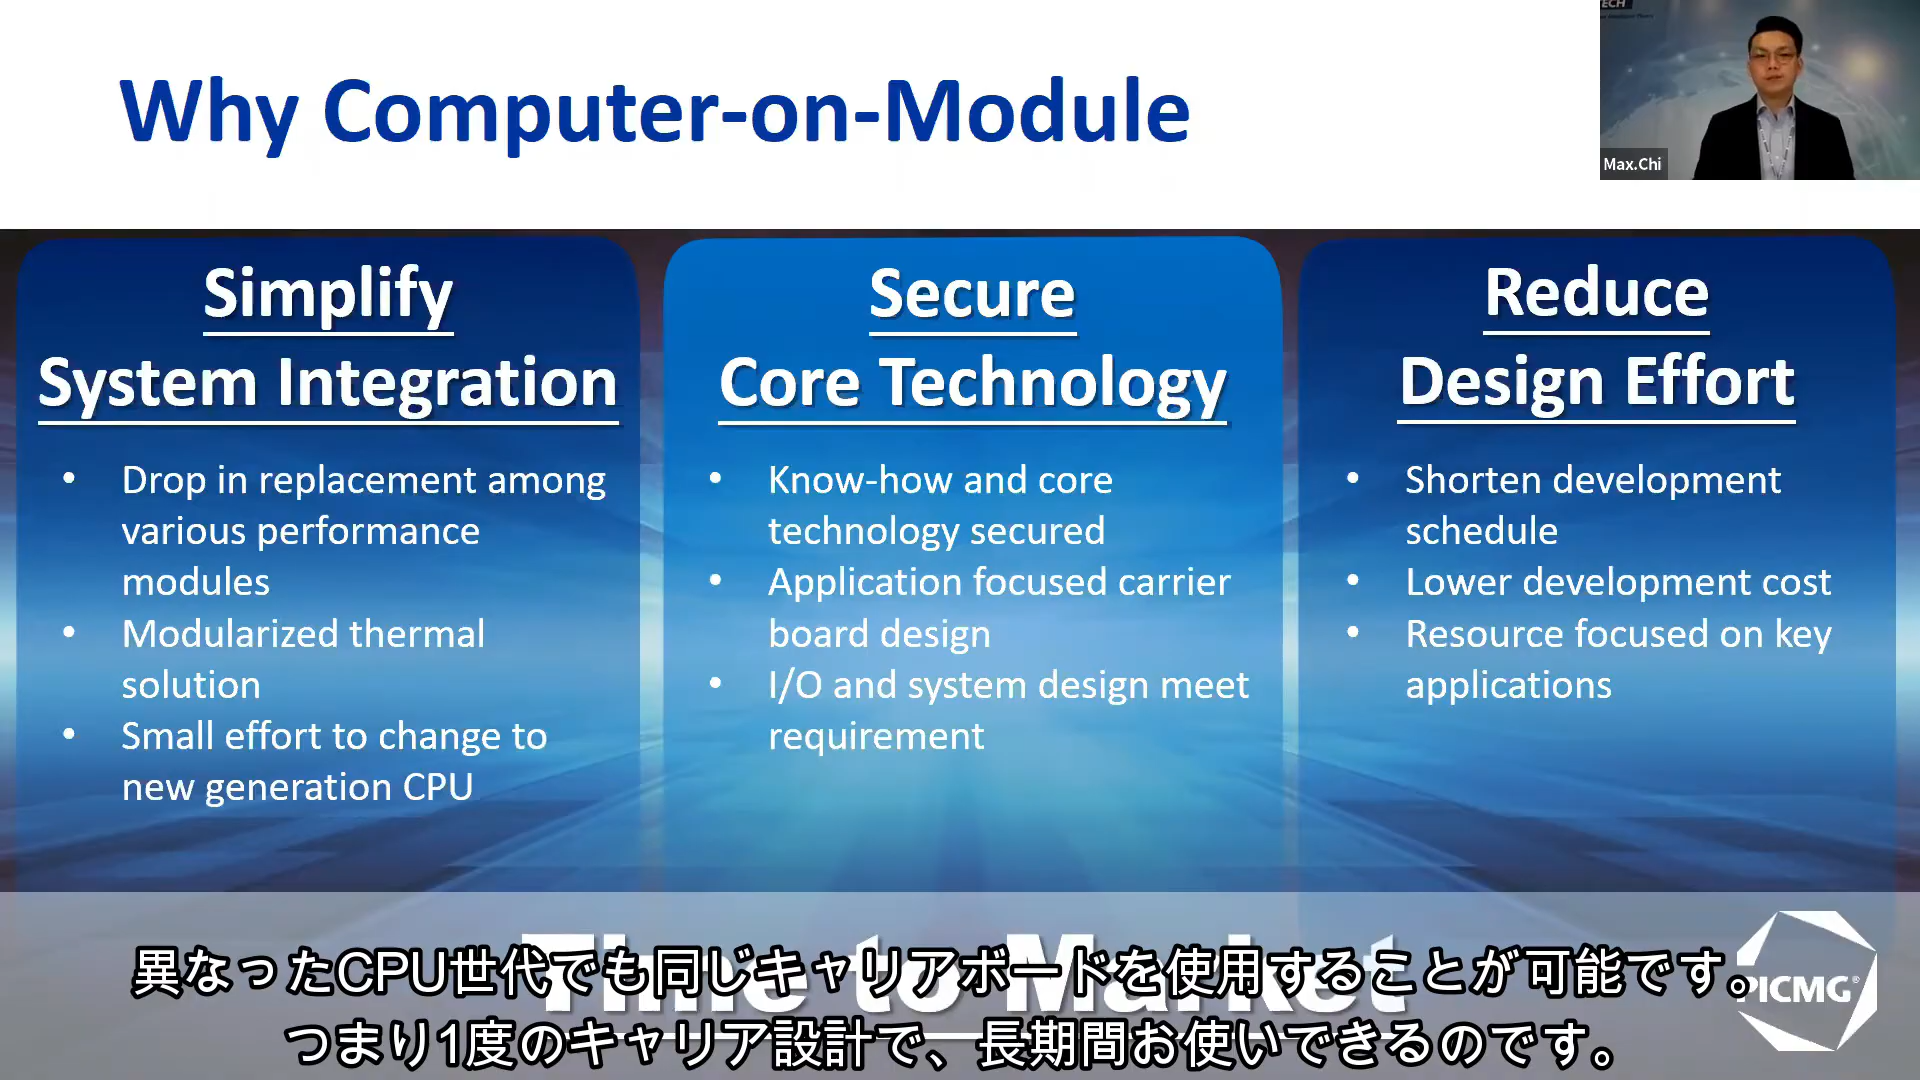 Why Computer-on-Module
ECH
Max.Chi
Simplify
System Integration
• Drop in replacement among
various performance
modules
• Modularized thermal
solution
• Small effort to change to
new generation CPU
Secure
Core Technology
• Know-how and core
technology secured
• Application focused carrier
board design
• I/O and system design meet
requirement
Reduce
Design Effort
• Shorten development
schedule
• Lower development cost
• Resource focused on key
applications
Time to Market
異なったCPU世代でも同じキャリアボードを使用することが可能です。
つまり1度のキャリア設計で、長期間お使いできるのです。
PICMG®